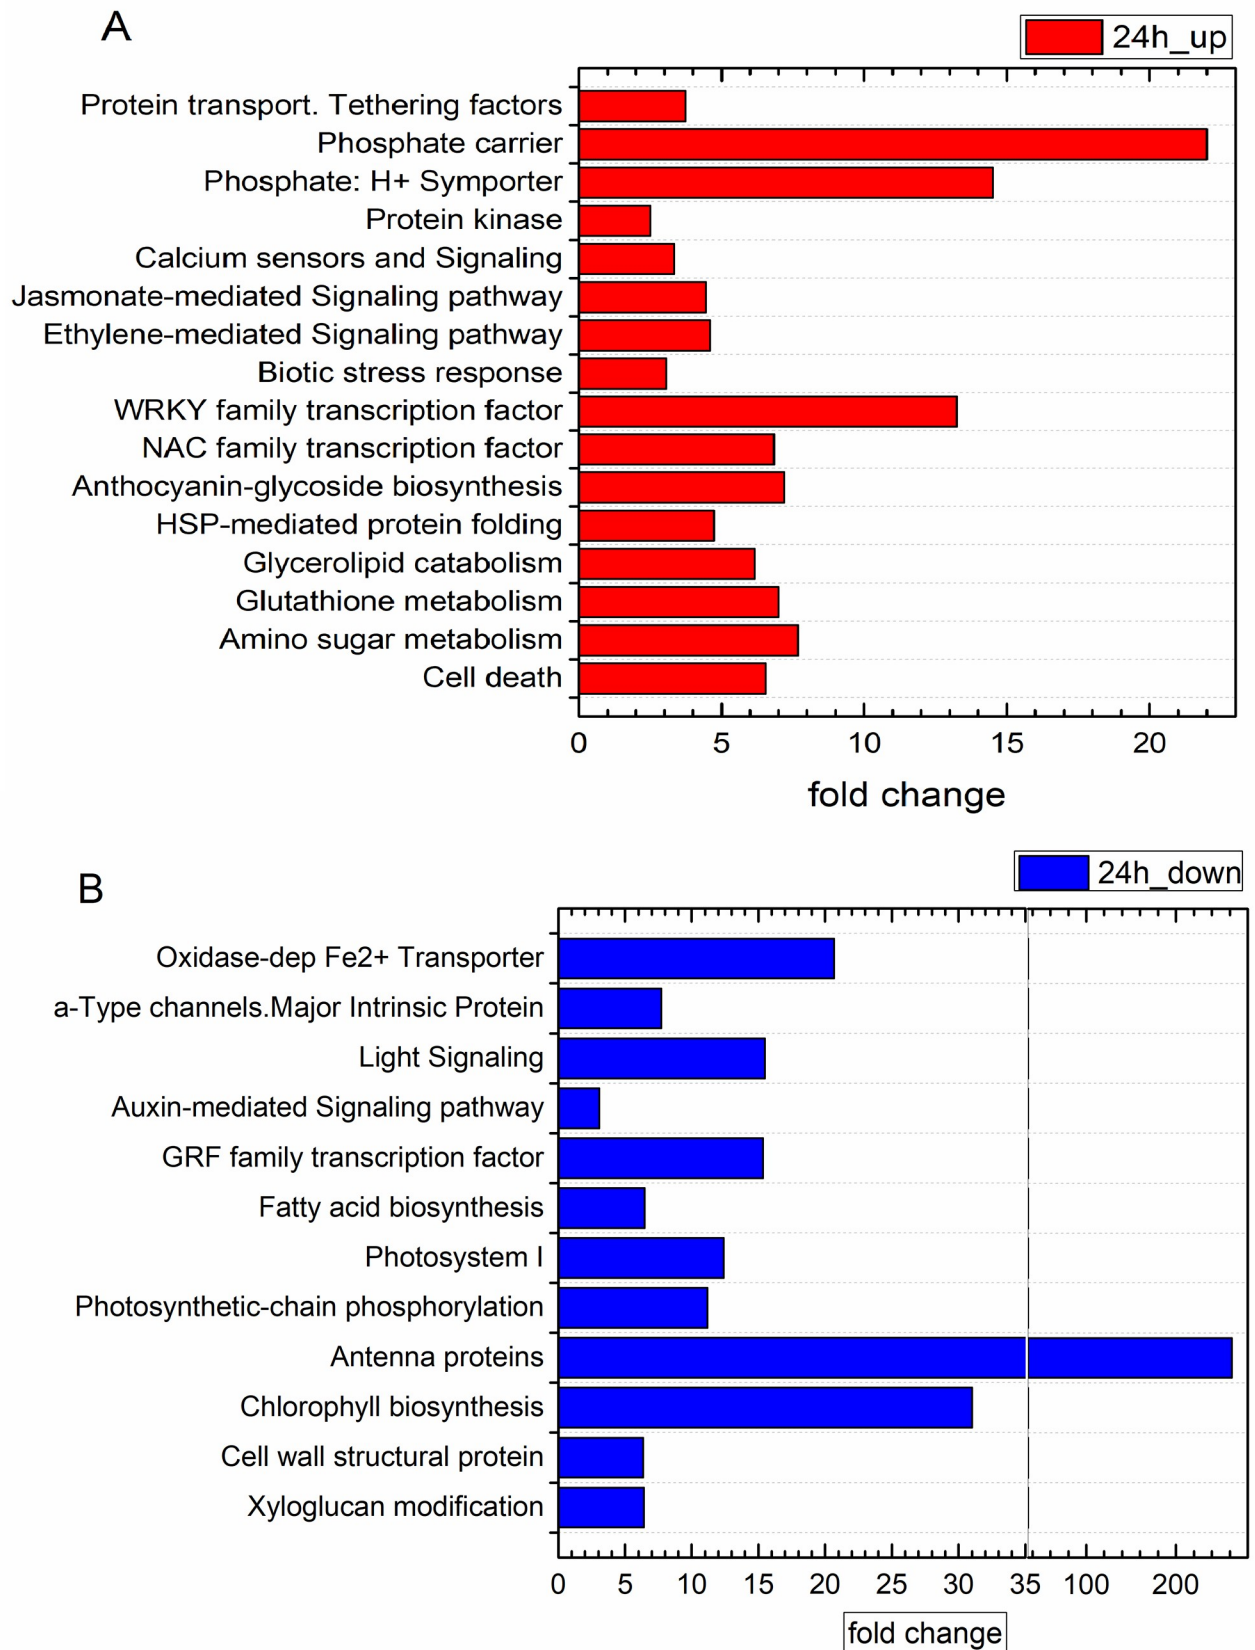 A
24h_up
Protein transport. Tethering factors
Phosphate carrier
Phosphate: H+ Symporter
Protein kinase
Calcium sensors and Signaling
Jasmonate-mediated Signaling pathway
Ethylene-mediated Signaling pathway
Biotic stress response
WRKY family transcription factor
NAC family transcription factor
Anthocyanin-glycoside biosynthesis
HSP-mediated protein folding
Glycerolipid catabolism
Glutathione metabolism
Amino sugar metabolism
Cell death
0 5 10 15 20
fold change
B
24h_down
Oxidase-dep Fe2+ Transporter
a-Type channels.Major Intrinsic Protein
Light Signaling
Auxin-mediated Signaling pathway
GRF family transcription factor
Fatty acid biosynthesis
Photosystem I
Photosynthetic-chain phosphorylation
Antenna proteins
Chlorophyll biosynthesis
Cell wall structural protein
Xyloglucan modification
0 5 10 15 20 25 30 35 100 200
fold change